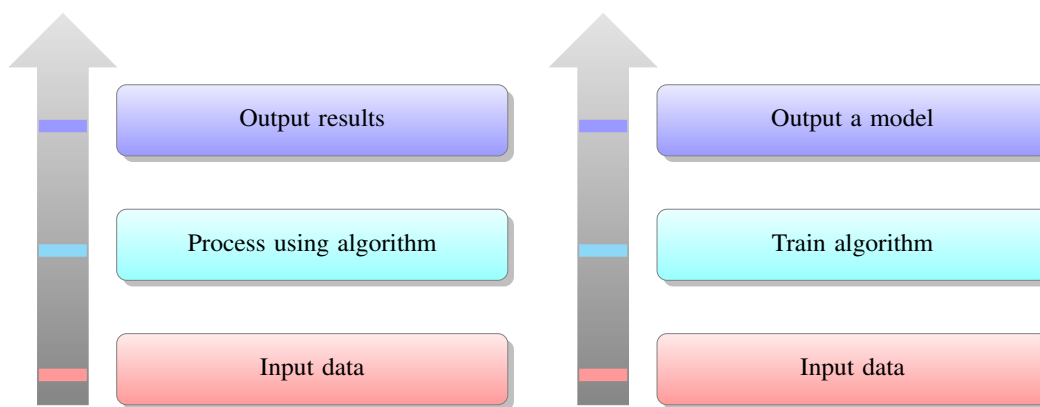 Output results
Process using algorithm
Input data
Output a model
Train algorithm
Input data